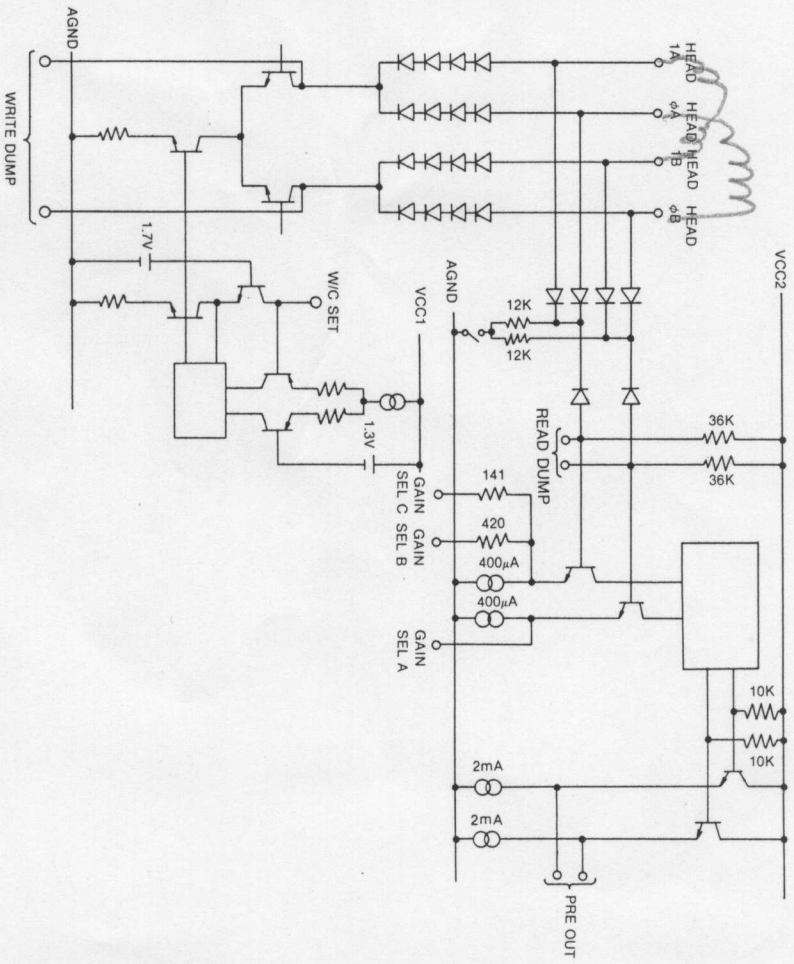 AGND
WRITE DUMP
HEAD
1A
HEAD
φA
HEAD
1B
HEAD
φB
VCC2
1.7V
W/C SET
VCC1
AGND
12K
12K
1.3V
READ DUMP
36K
36K
GAIN
SEL C
141
GAIN
SEL B
420
400μA
400μA
GAIN
SEL A
10K
10K
2mA
2mA
PRE OUT